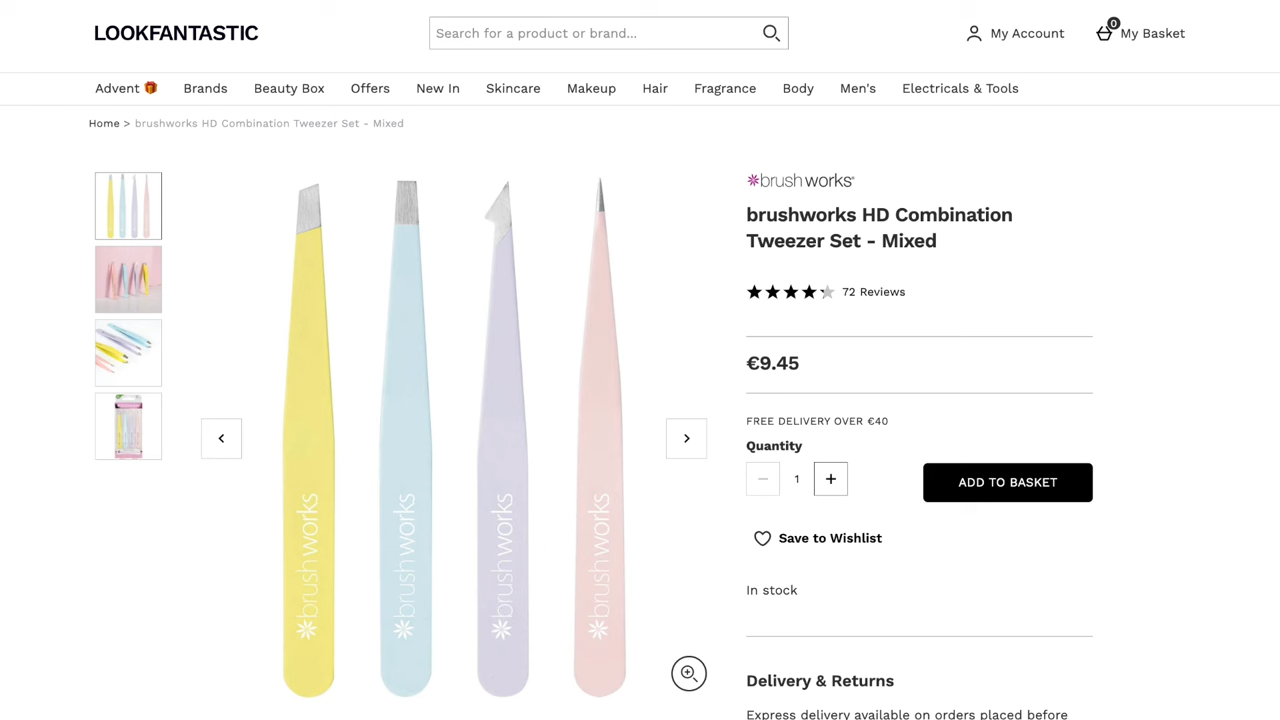 LOOKFANTASTIC
Search for a product or brand...
My Account
0
My Basket
Advent Brands Beauty Box Offers New In Skincare Makeup Hair Fragrance Body Men's Electricals & Tools
Home > brushworks HD Combination Tweezer Set - Mixed
brushworks
brushworks
brushworks
brushworks
brushworks
brushworks HD Combination
Tweezer Set - Mixed
72 Reviews
€9.45
FREE DELIVERY OVER €40
Quantity
1
ADD TO BASKET
Save to Wishlist
In stock
Delivery & Returns
Express delivery available on orders placed before